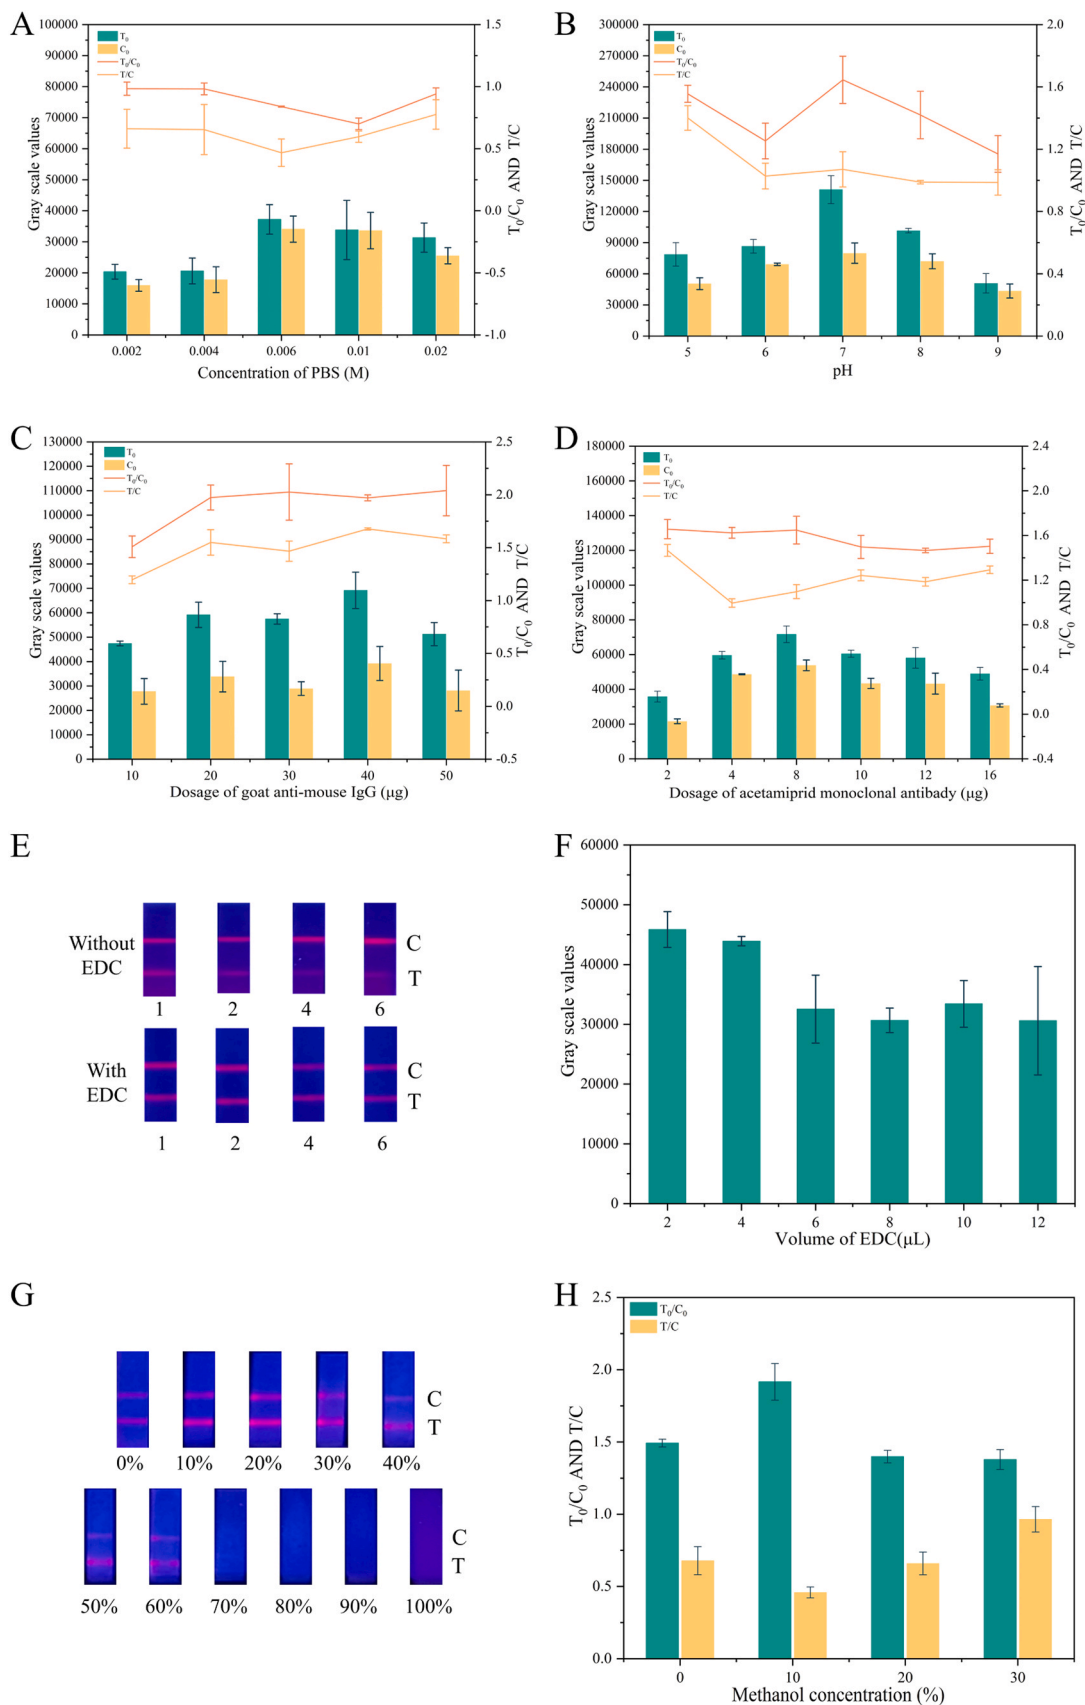 A
100000
90000
80000
70000
60000
50000
40000
30000
20000
10000
0
Gray scale values
T₀
C₀
T₀/C₀
T/C
1.5
1.0
0.5
0.0
-0.5
-1.0
T₀/C₀ AND T/C
0.002 0.004 0.006 0.01 0.02
Concentration of PBS (M)
B
300000
270000
240000
210000
180000
150000
120000
90000
60000
30000
0
Gray scale values
T₀
C₀
T₀/C₀
T/C
2.0
1.6
1.2
0.8
0.4
0.0
T₀/C₀ AND T/C
5 6 7 8 9
pH
C
130000
120000
110000
100000
90000
80000
70000
60000
50000
40000
30000
20000
10000
0
Gray scale values
T₀
C₀
T₀/C₀
T/C
2.5
2.0
1.5
1.0
0.5
0.0
-0.5
T₀/C₀ AND T/C
10 20 30 40 50
Dosage of goat anti-mouse IgG (μg)
D
180000
160000
140000
120000
100000
80000
60000
40000
20000
0
Gray scale values
T₀
C₀
T₀/C₀
T/C
2.4
2.0
1.6
1.2
0.8
0.4
0.0
-0.4
T₀/C₀ AND T/C
2 4 8 10 12 16
Dosage of acetamiprid monoclonal antibady (μg)
E
Without
EDC
C
T
1 2 4 6
With
EDC
C
T
1 2 4 6
F
60000
50000
40000
30000
20000
10000
0
Gray scale values
2 4 6 8 10 12
Volume of EDC(μL)
G
C
T
0% 10% 20% 30% 40%
C
T
50% 60% 70% 80% 90% 100%
H
2.5
2.0
1.5
1.0
0.5
0.0
T₀/C₀ AND T/C
T₀/C₀
T/C
0 10 20 30
Methanol concentration (%)